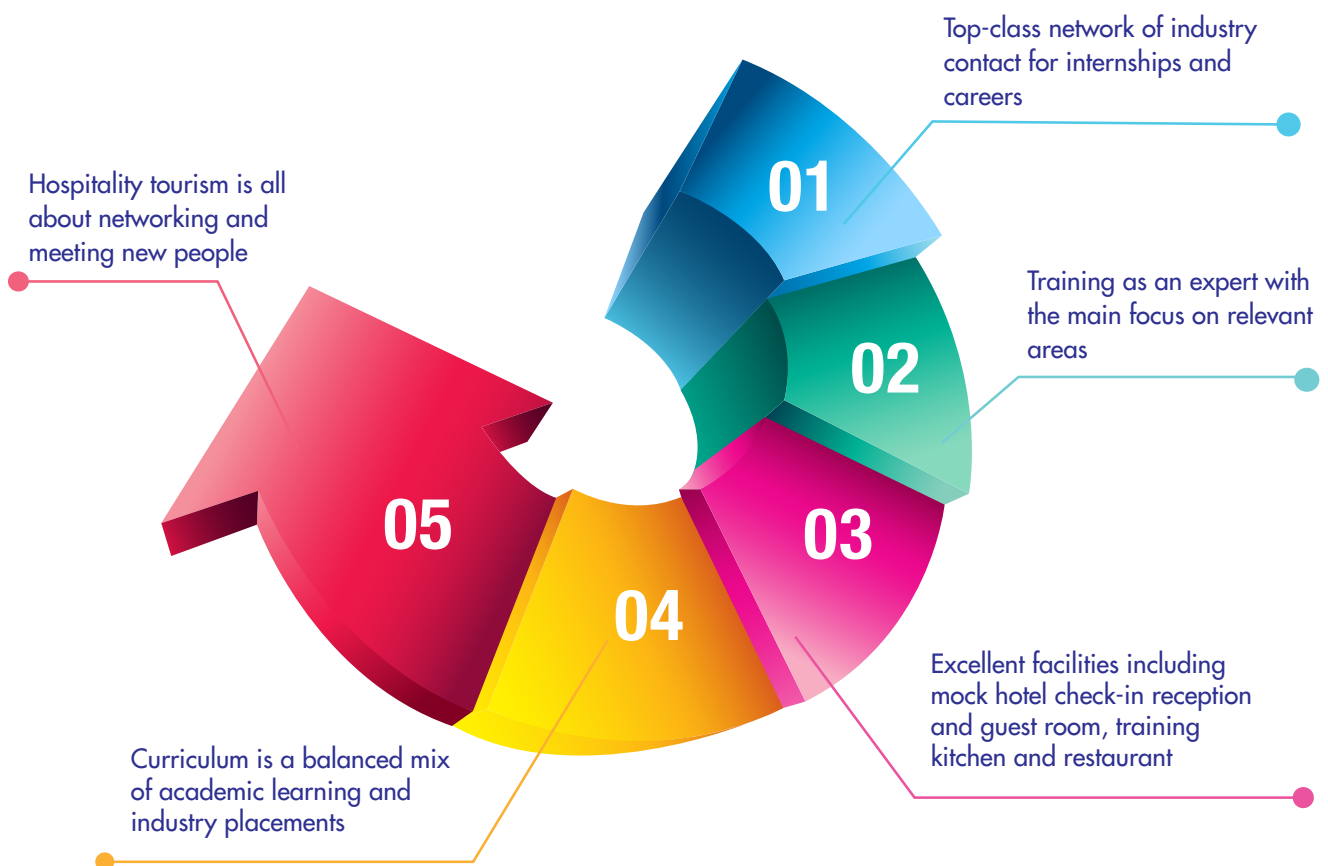 Top-class network of industry
contact for internships and
careers
01
Training as an expert with
the main focus on relevant
areas
02
Excellent facilities including
mock hotel check-in reception
and guest room, training
kitchen and restaurant
03
Curriculum is a balanced mix
of academic learning and
industry placements
04
Hospitality tourism is all
about networking and
meeting new people
05